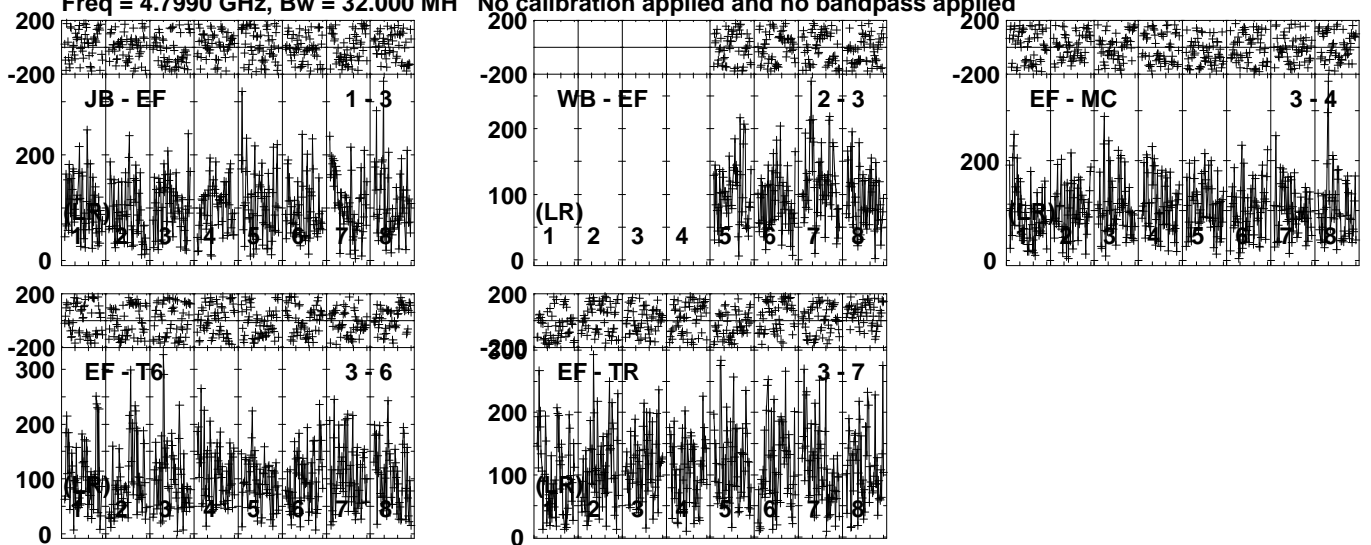 Freq = 4.7990 GHz, Bw = 32.000 MH No calibration applied and no bandpass applied
200
-200
JB - EF 1 - 3
200
(LR)
1 2 3 4 5 6 7 8
0
200
-200
WB - EF 2 - 3
200
100
(LR)
1 2 3 4 5 6 7 8
0
200
-200
EF - MC 3 - 4
200
(LR)
1 2 3 4 5 6 7 8
0
200
-200
300
EF - T6 3 - 6
200
100
(LR)
1 2 3 4 5 6 7 8
0
200
-200
300
EF - TR 3 - 7
200
100
(LR)
1 2 3 4 5 6 7 8
0